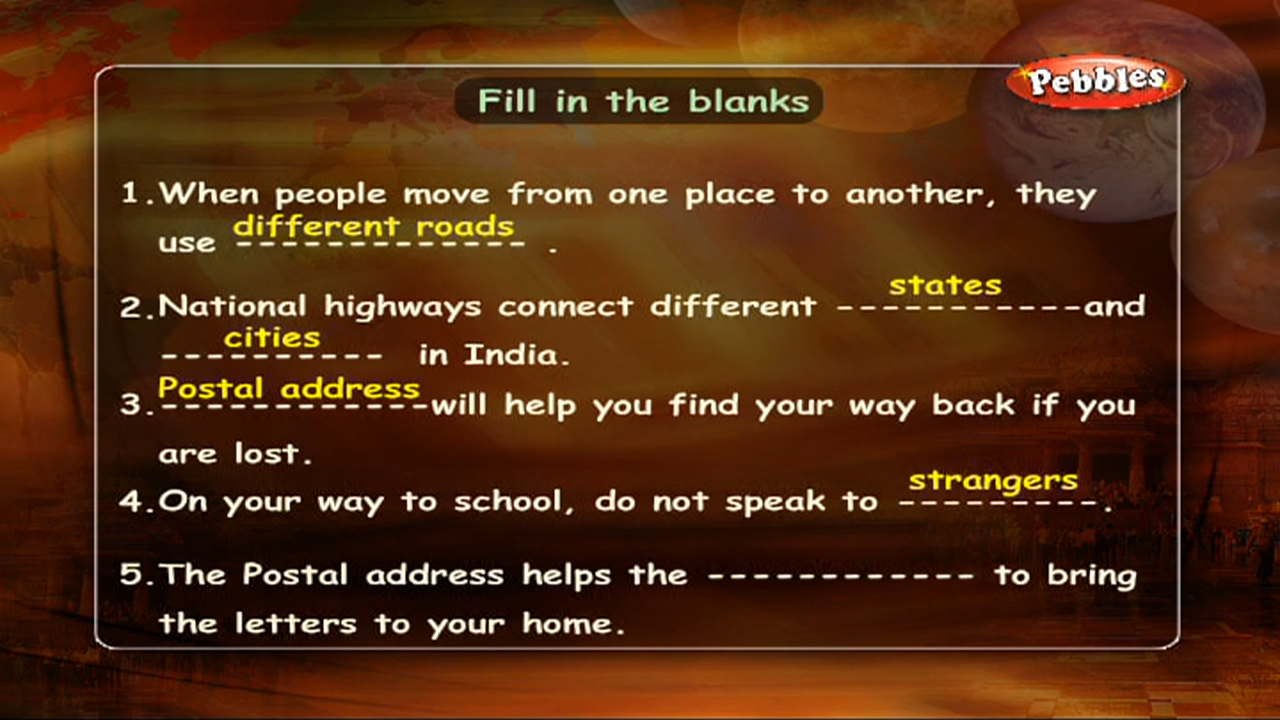 Pebbles
Fill in the blanks
1.When people move from one place to another, they
use different roads ------------- .
2.National highways connect different states -----------and
cities ---------- in India.
3.Postal address ------------will help you find your way back if you
are lost.
4.On your way to school, do not speak to strangers ---------.
5.The Postal address helps the ------------ to bring
the letters to your home.